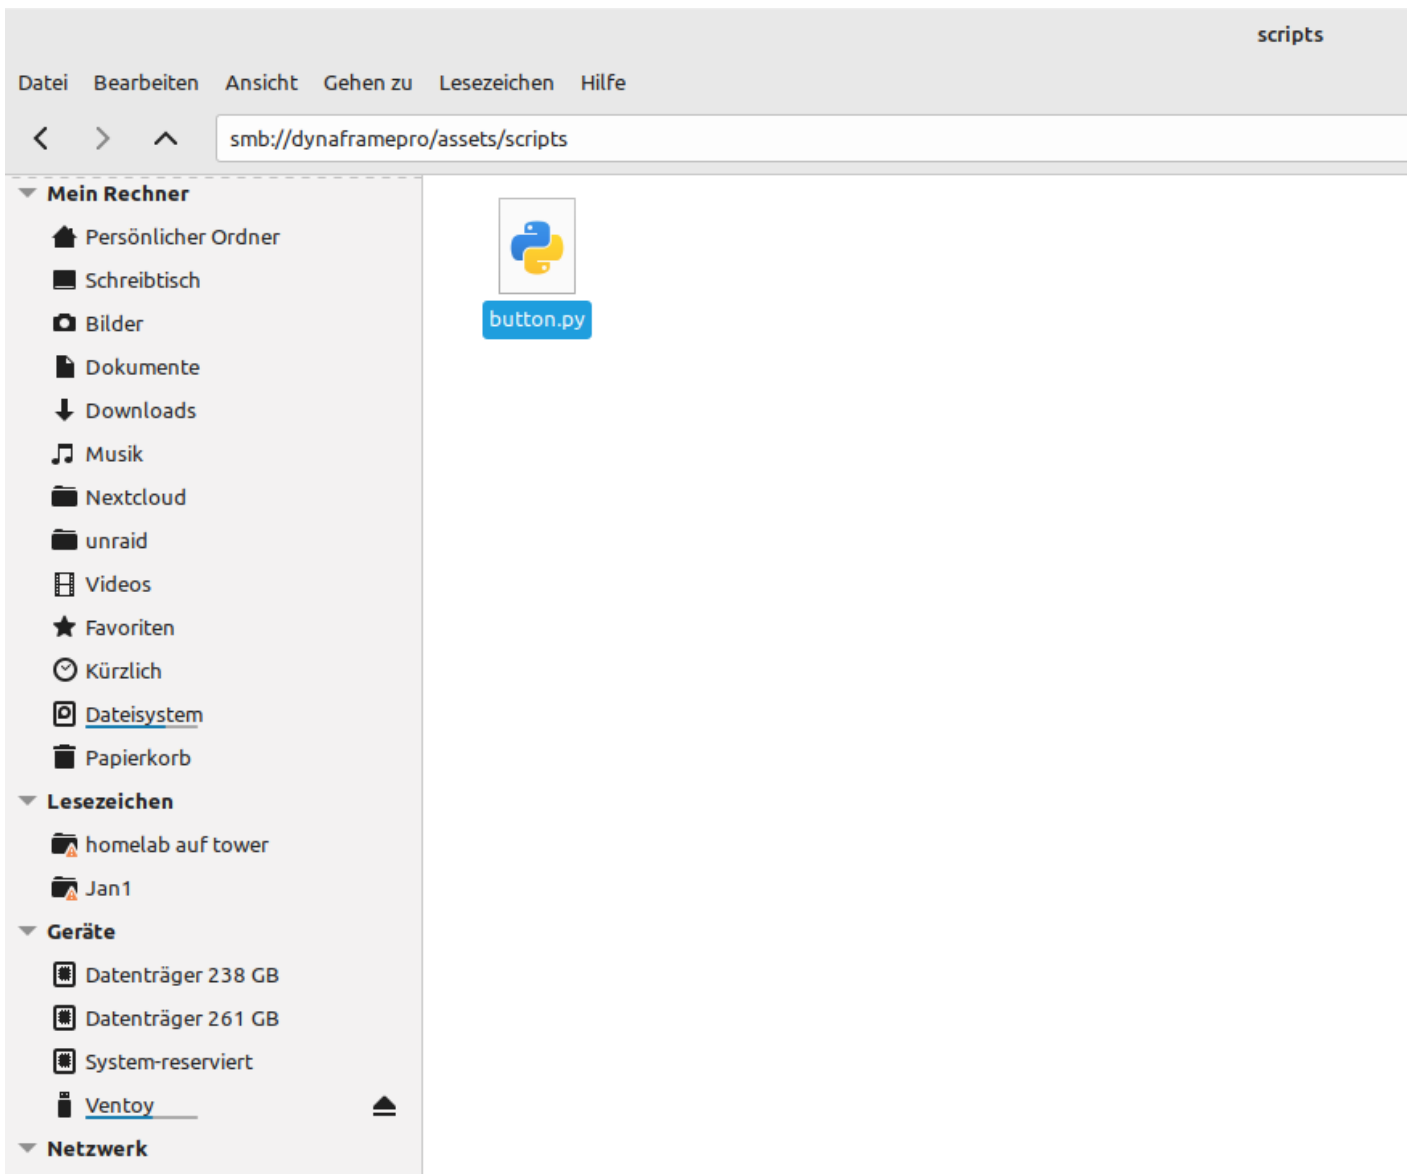 scripts
Datei Bearbeiten Ansicht Gehen zu Lesezeichen Hilfe
smb://dynaframepro/assets/scripts
Mein Rechner
Persönlicher Ordner
Schreibtisch
Bilder
Dokumente
Downloads
Musik
Nextcloud
unraid
Videos
Favoriten
Kürzlich
Dateisystem
Papierkorb
Lesezeichen
homelab auf tower
Jan1
Geräte
Datenträger 238 GB
Datenträger 261 GB
System-reserviert
Ventoy
Netzwerk
button.py